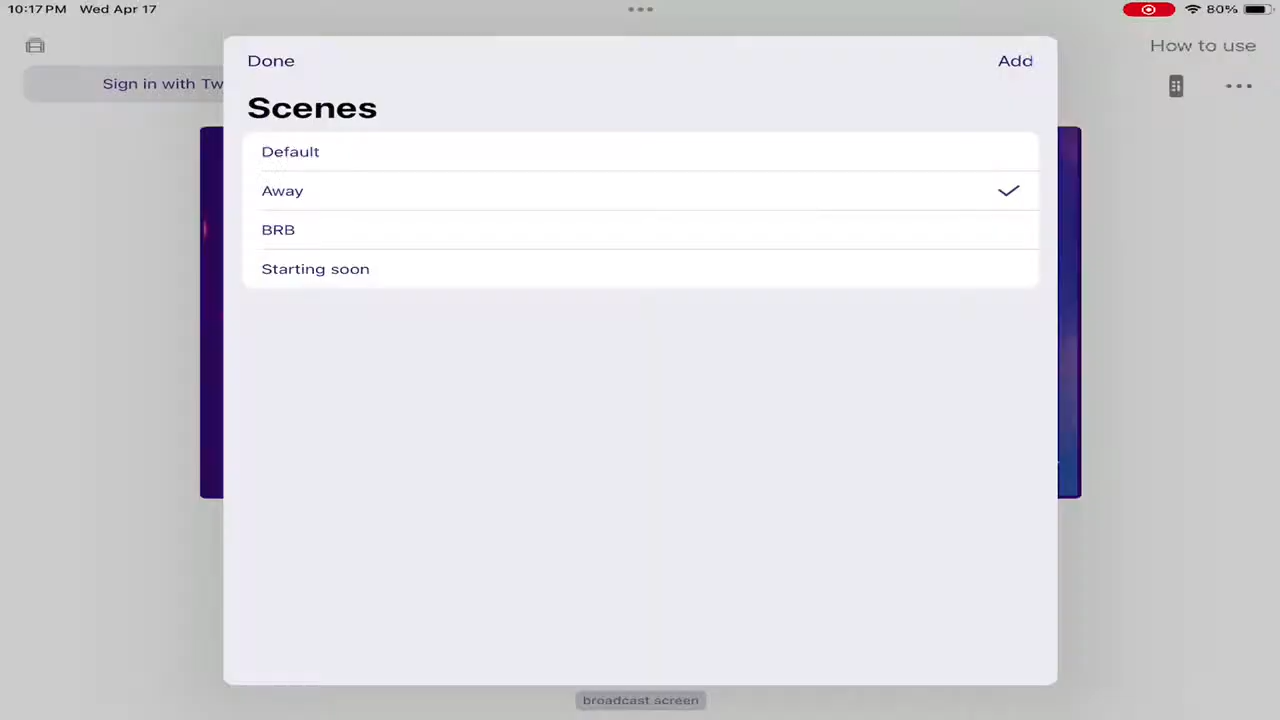 10:17 PM Wed Apr 17
80%
How to use
Sign in with Tw
Done
Add
Scenes
Default
Away
BRB
Starting soon
broadcast screen